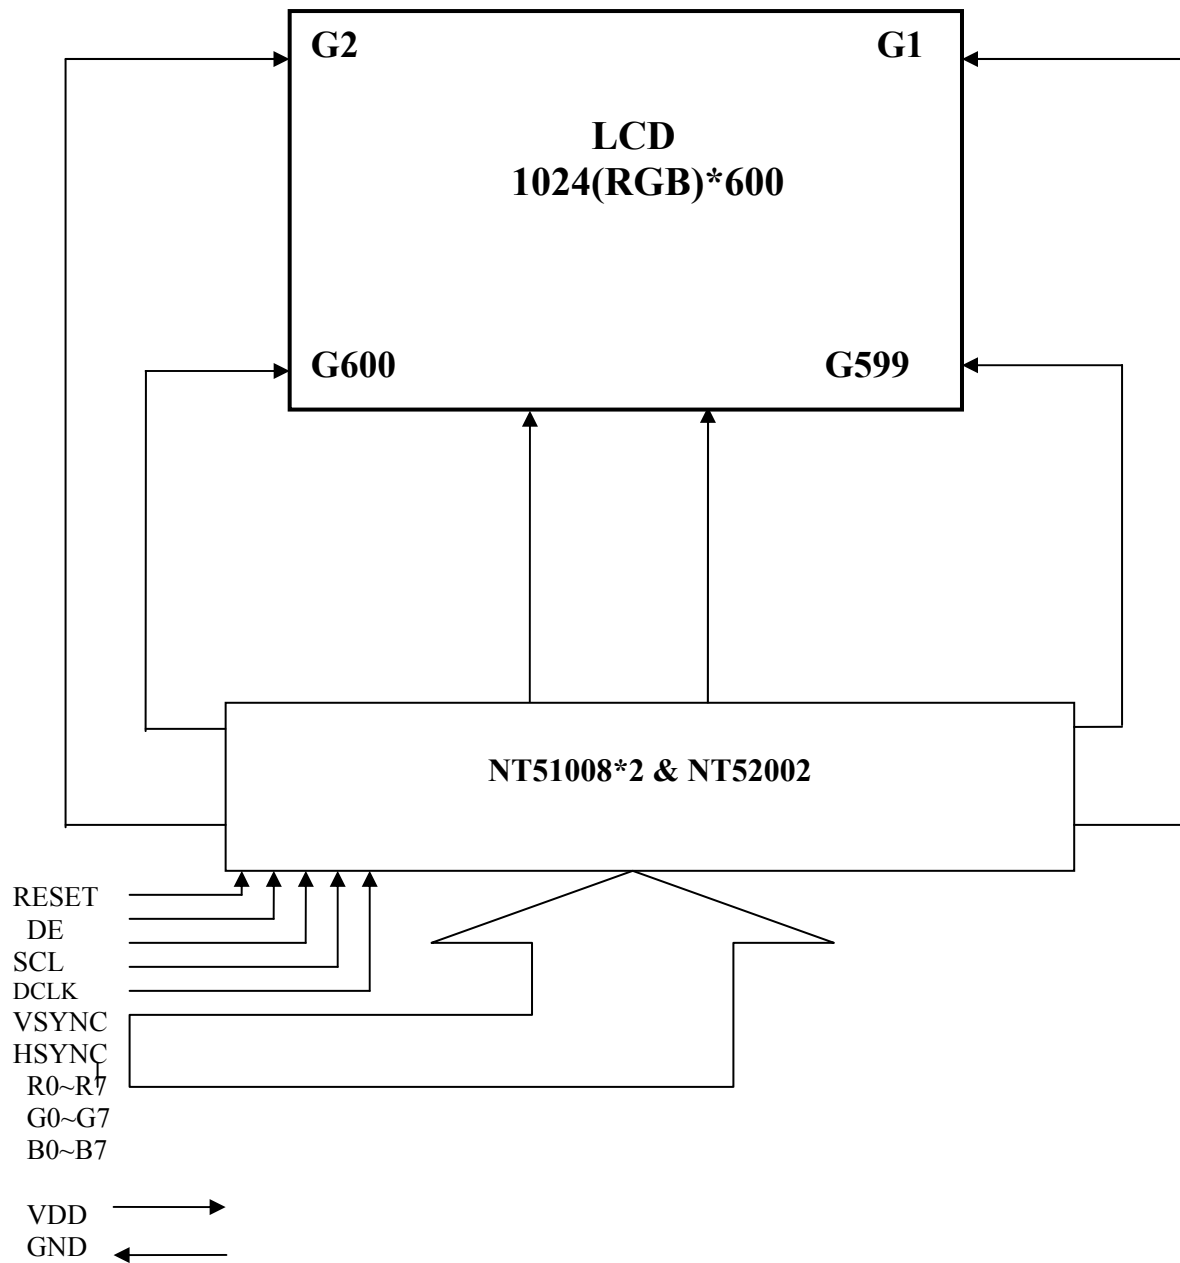 G2 G1
LCD
1024(RGB)*600
G600 G599
NT51008*2 & NT52002
RESET
DE
SCL
DCLK
VSYNC
HSYNC
R0~R7
G0~G7
B0~B7
VDD
GND